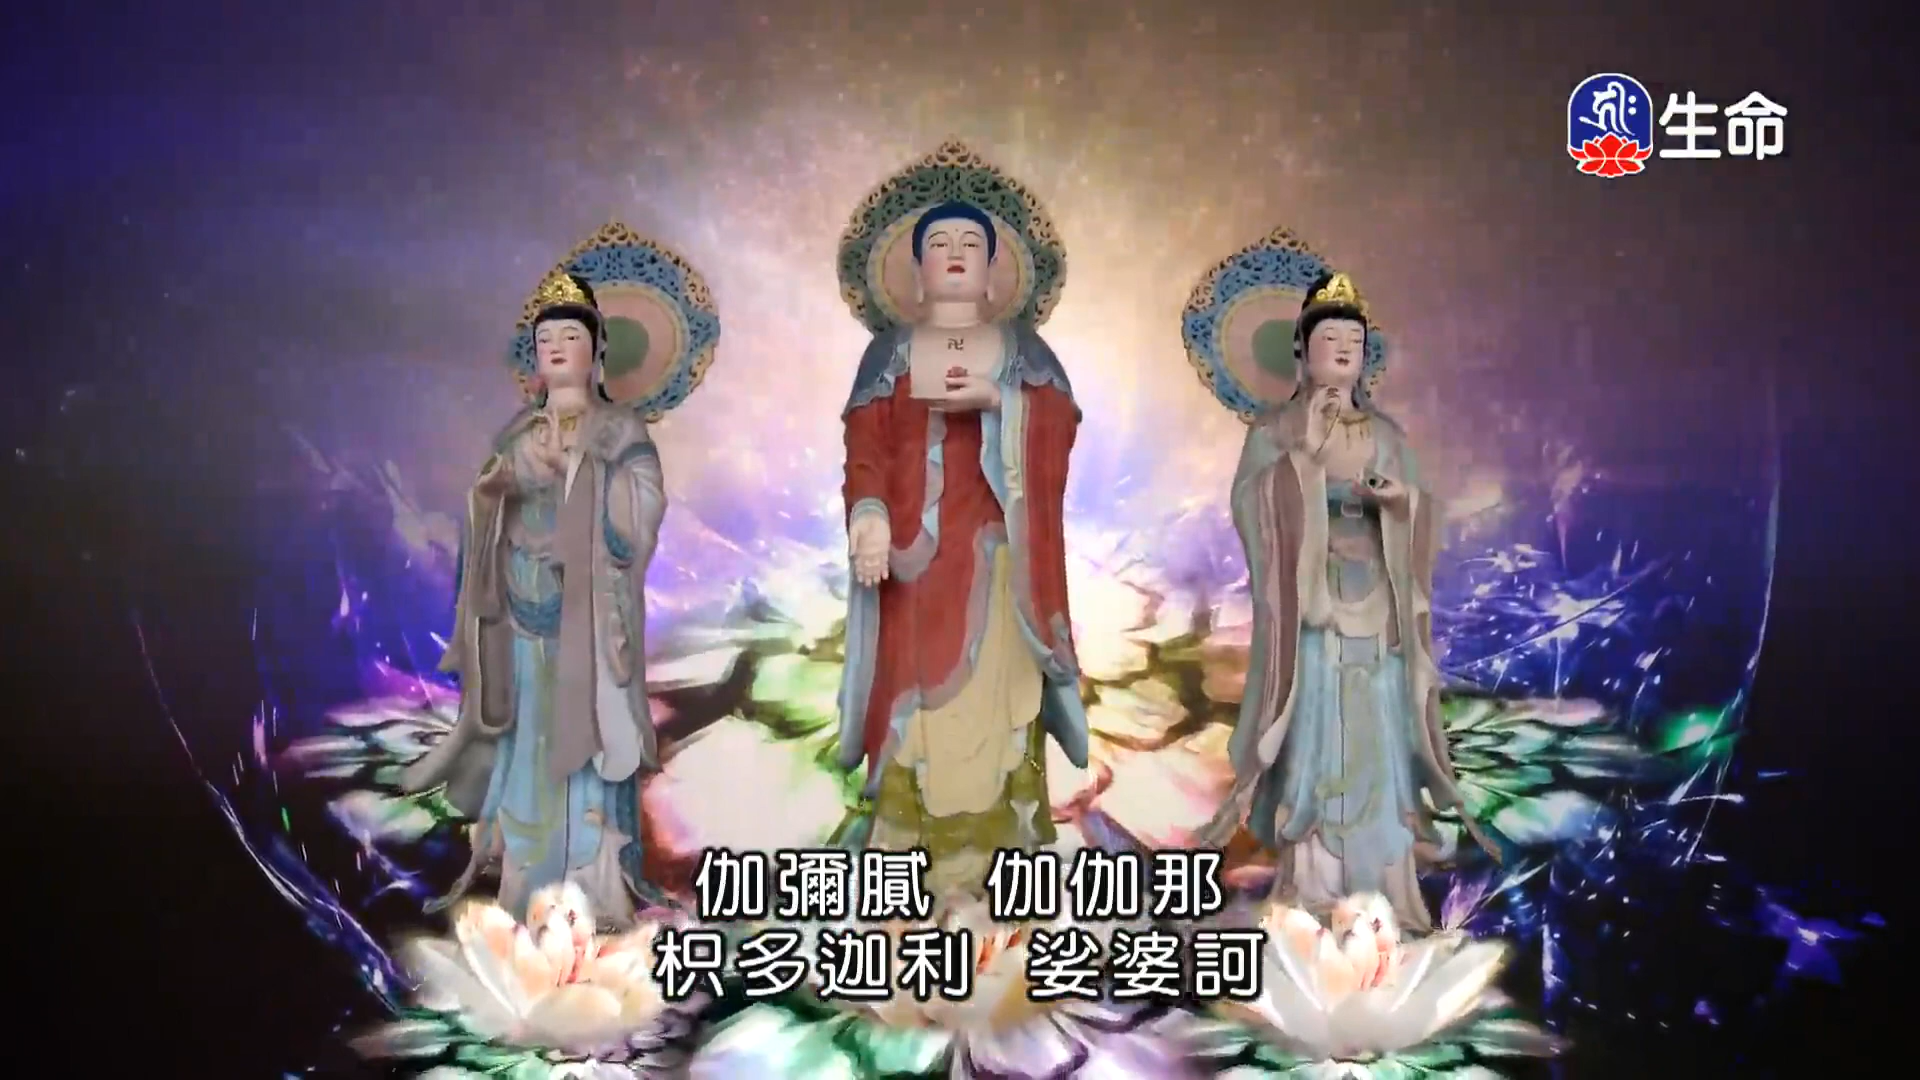 生命
伽彌膩 伽伽那
枳多迦利 娑婆訶